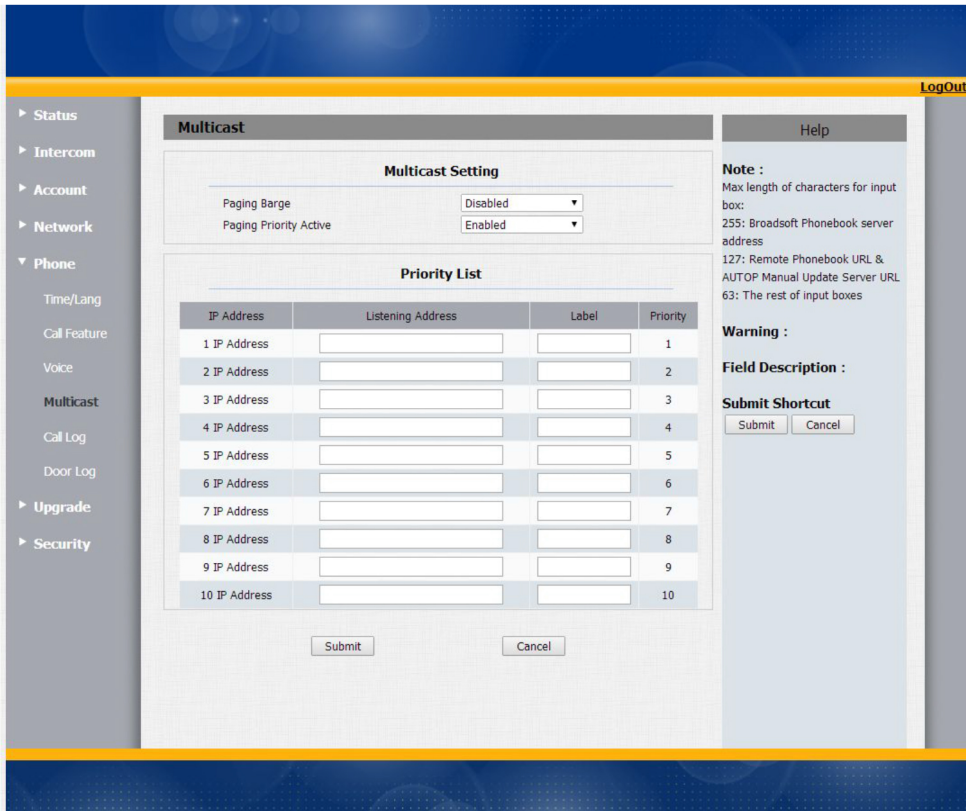 LogOut
Status
Intercom
Account
Network
Phone
Time/Lang
Call Feature
Voice
Multicast
Call Log
Door Log
Upgrade
Security
Multicast
Multicast Setting
Paging Barge Disabled
Paging Priority Active Enabled
Priority List
IP Address Listening Address Label Priority
1 IP Address 1
2 IP Address 2
3 IP Address 3
4 IP Address 4
5 IP Address 5
6 IP Address 6
7 IP Address 7
8 IP Address 8
9 IP Address 9
10 IP Address 10
Submit Cancel
Help
Note :
Max length of characters for input
box:
255: Broadsoft Phonebook server
address
127: Remote Phonebook URL &
AUTOP Manual Update Server URL
63: The rest of input boxes
Warning :
Field Description :
Submit Shortcut
Submit Cancel